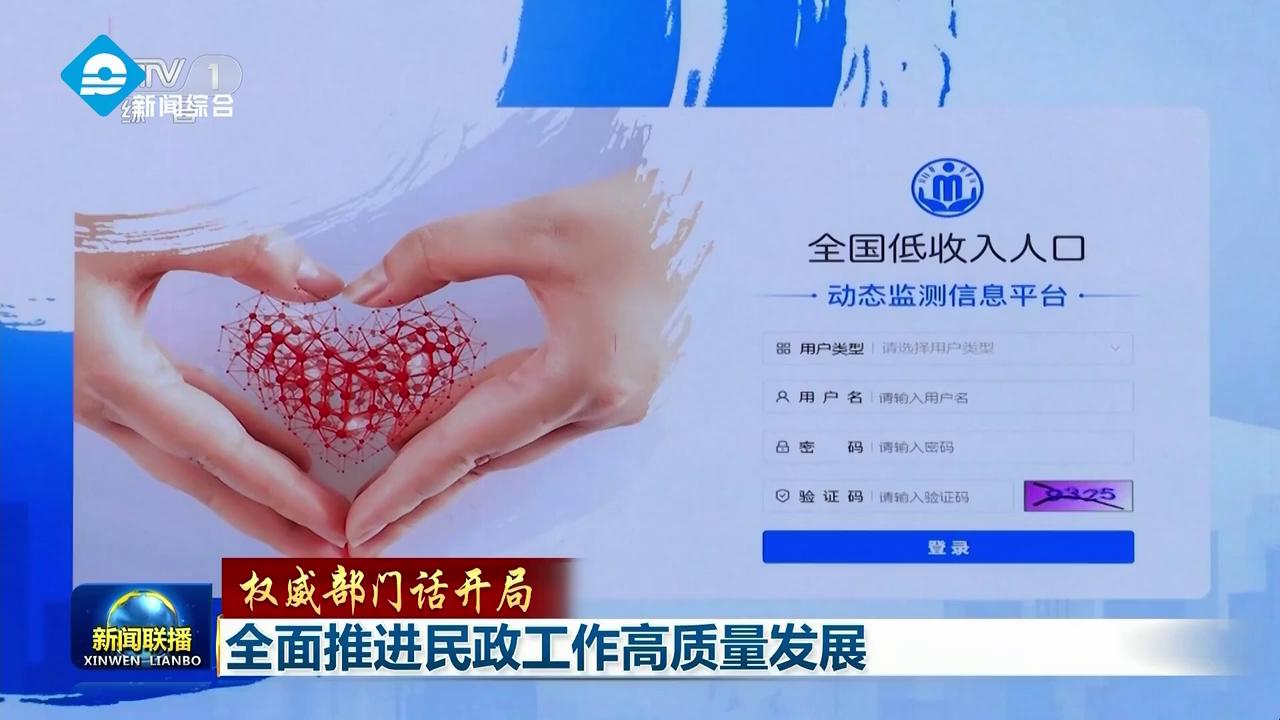 TV 1
新闻综合
全国低收入人口
动态监测信息平台
用户类型 请选择用户类型
用户名 请输入用户名
密码 请输入密码
验证码 请输入验证码
登录
权威部门话开局
新闻联播
XINWEN LIANBO
全面推进民政工作高质量发展